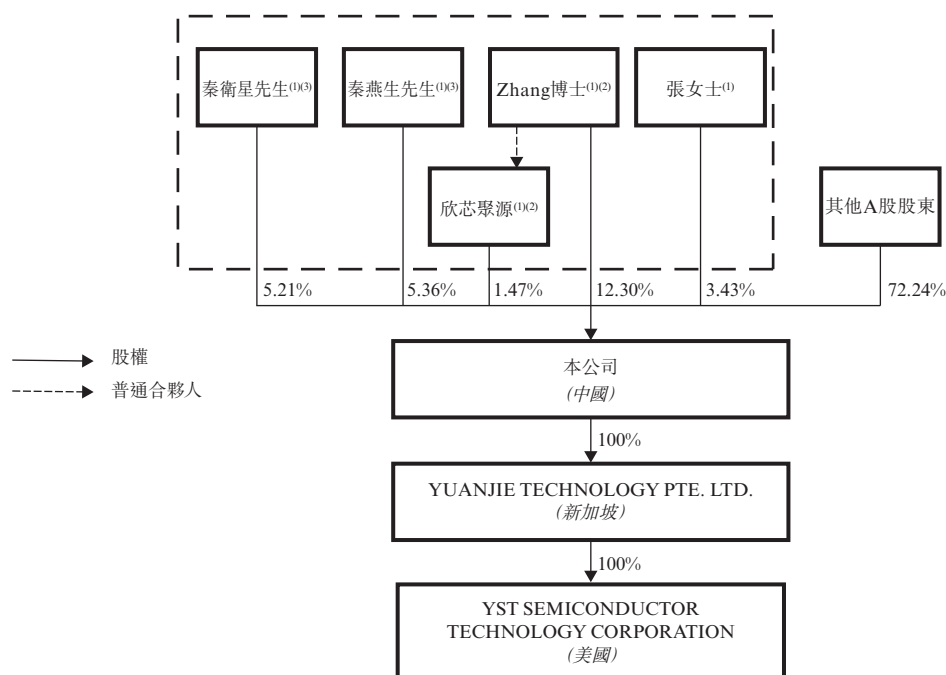 秦衛星先生(1)(3)
秦燕生先生(1)(3)
Zhang博士(1)(2)
張女士(1)
欣芯聚源(1)(2)
其他A股股東
5.21%
5.36%
1.47%
12.30%
3.43%
72.24%
股權
普通合夥人
本公司
(中國)
100%
YUANJIE TECHNOLOGY PTE. LTD.
(新加坡)
100%
YST SEMICONDUCTOR
TECHNOLOGY CORPORATION
(美國)